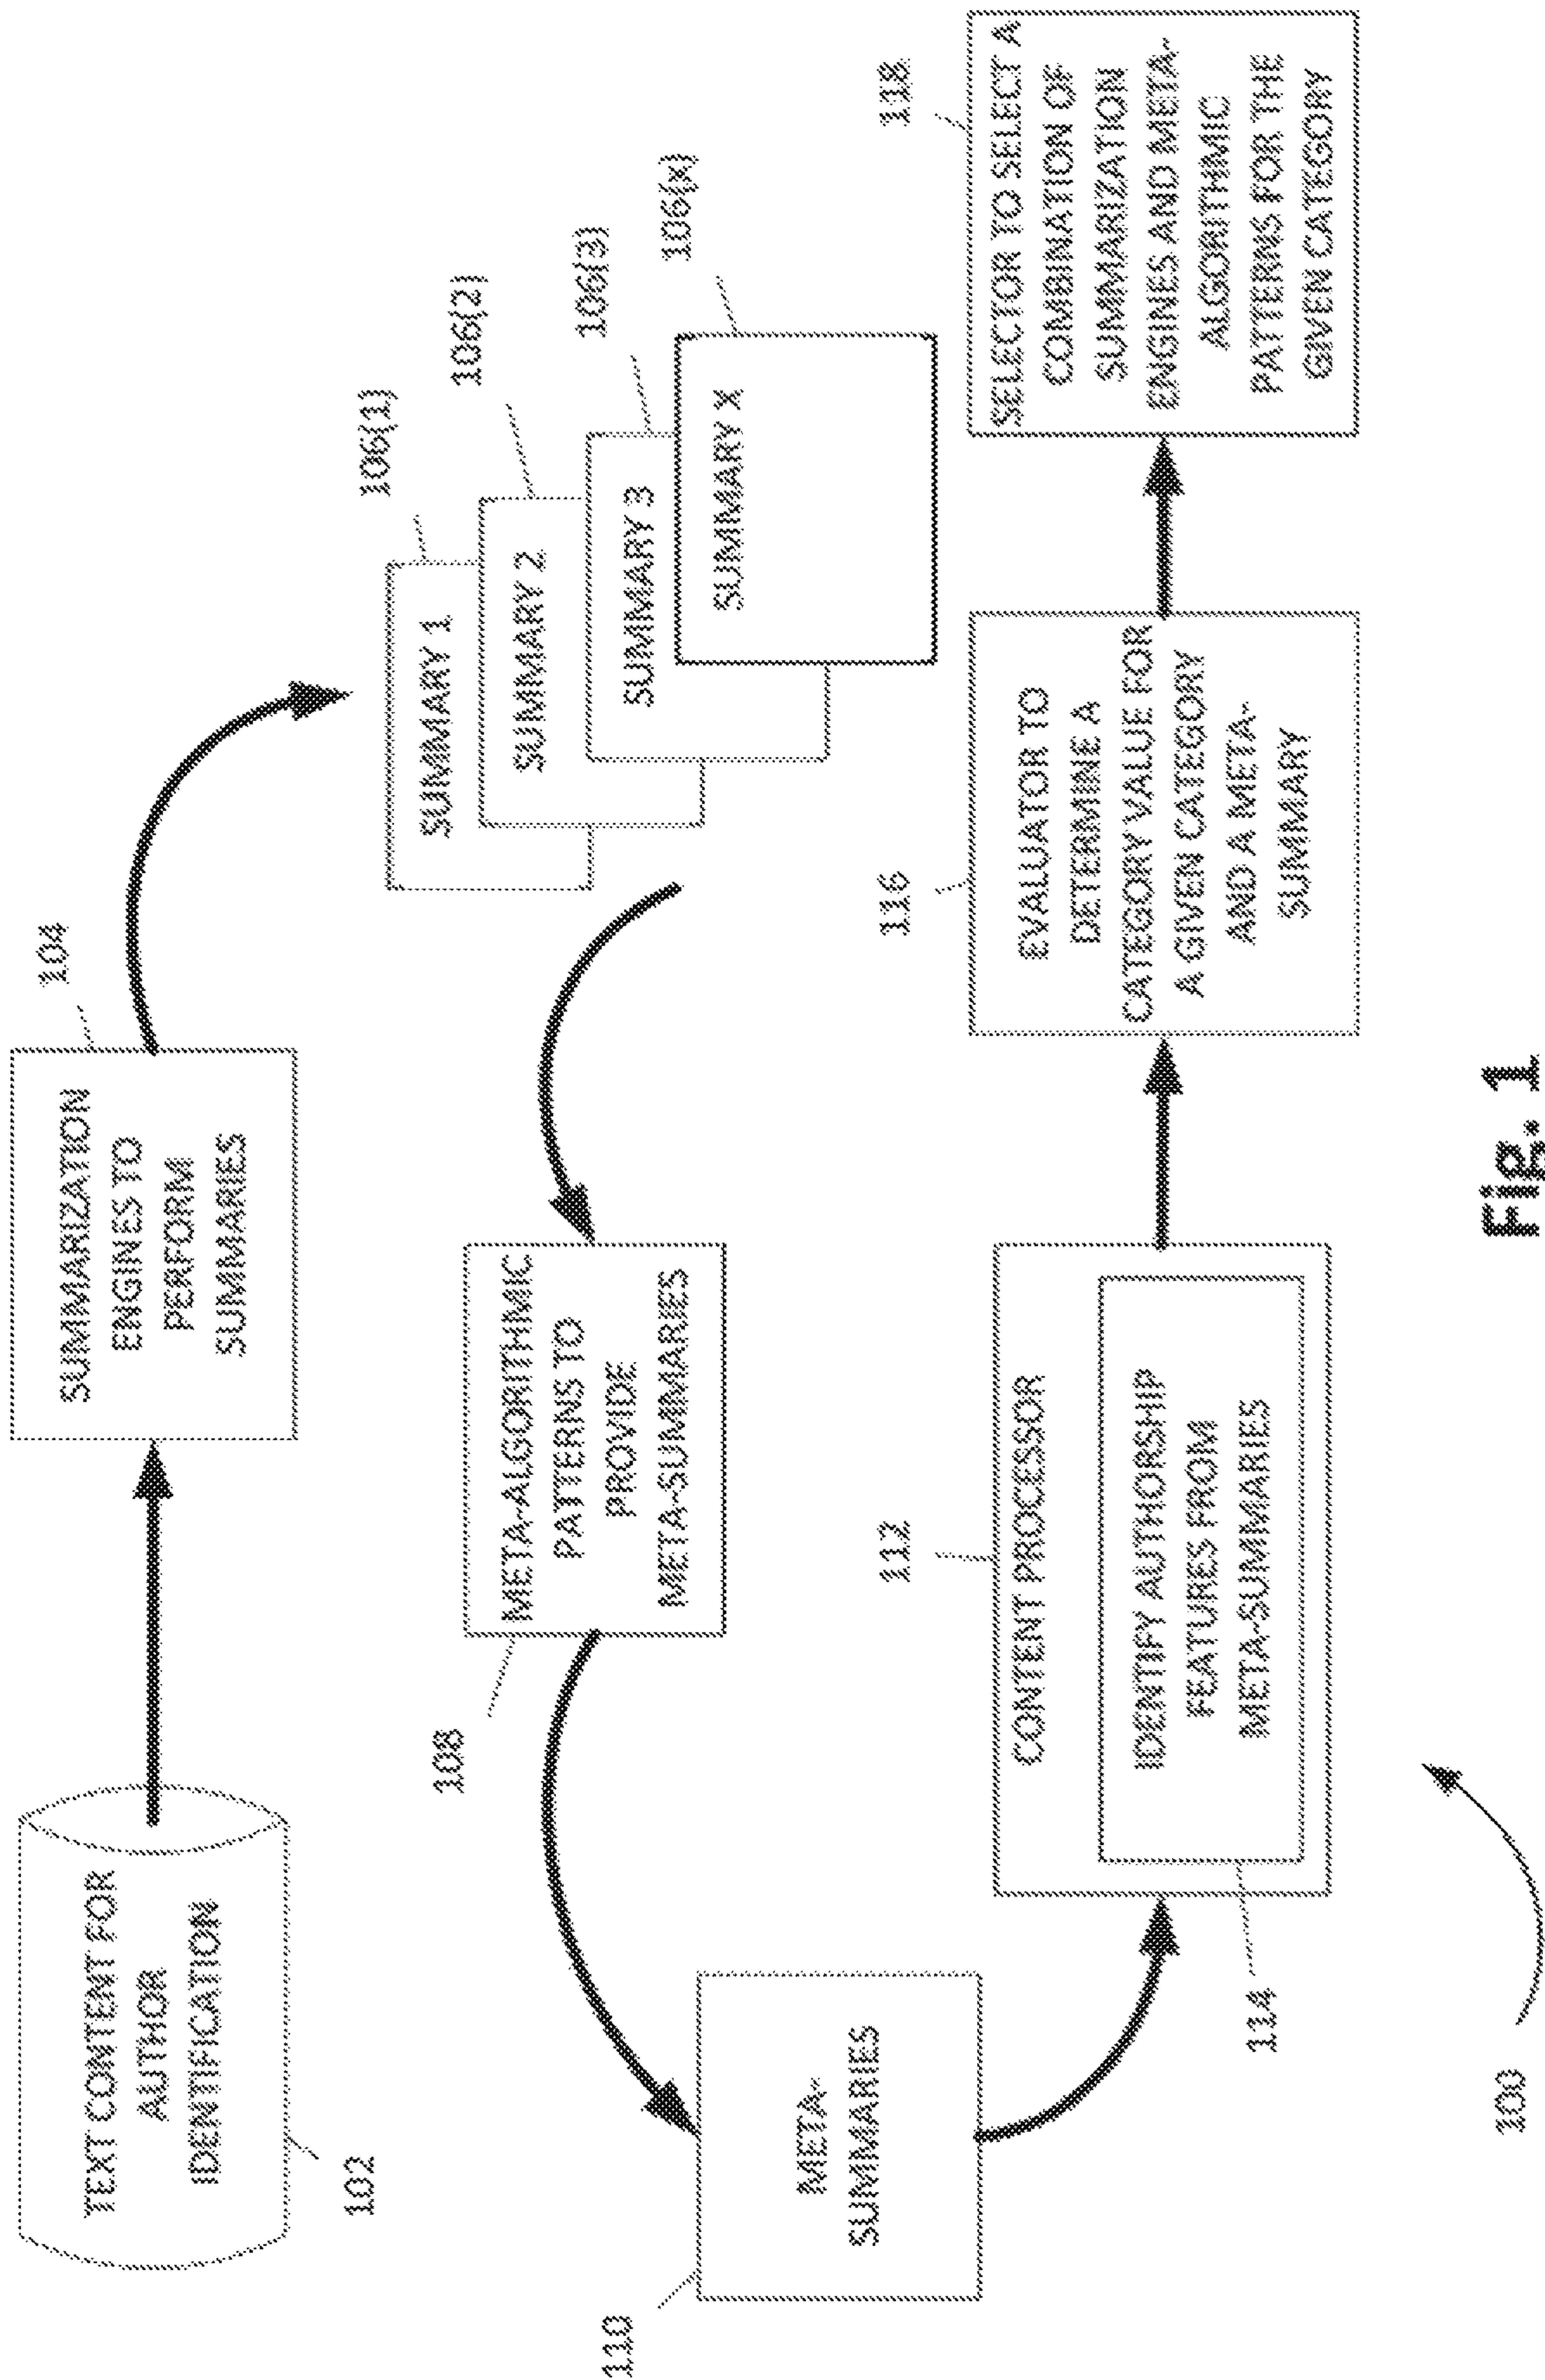 TEXT CONTENT FOR
AUTHOR
IDENTIFICATION
102
SUMMARIZATION
ENGINES TO
PERFORM
SUMMARIES
104
SUMMARY 1
106(1)
SUMMARY 2
106(2)
SUMMARY 3
106(3)
SUMMARY X
106(x)
META-ALGORITHMIC
PATTERNS TO
PROVIDE
META-SUMMARIES
108
META-
SUMMARIES
110
CONTENT PROCESSOR
112
IDENTIFY AUTHORSHIP
FEATURES FROM
META-SUMMARIES
114
EVALUATOR TO
DETERMINE A
CATEGORY VALUE FOR
A GIVEN CATEGORY
AND A META-
SUMMARY
116
SELECTOR TO SELECT A
COMBINATION OF
SUMMARIZATION
ENGINES AND META-
ALGORITHMIC
PATTERNS FOR THE
GIVEN CATEGORY
118
100
Fig. 1